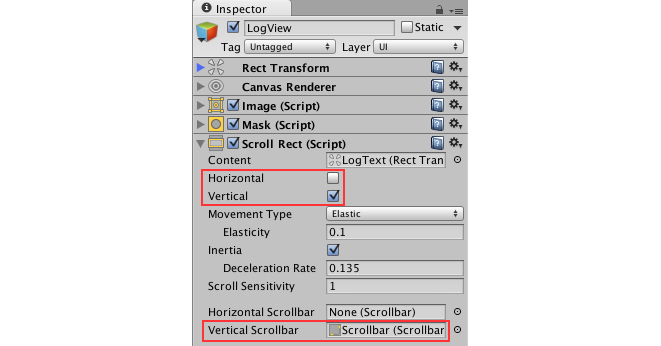 Inspector
LogView
Static
Tag Untagged Layer UI
Rect Transform
Canvas Renderer
Image (Script)
Mask (Script)
Scroll Rect (Script)
Content LogText (Rect Tran
Horizontal
Vertical
Movement Type Elastic
Elasticity 0.1
Inertia
Deceleration Rate 0.135
Scroll Sensitivity 1
Horizontal Scrollbar None (Scrollbar)
Vertical Scrollbar Scrollbar (Scrollbar